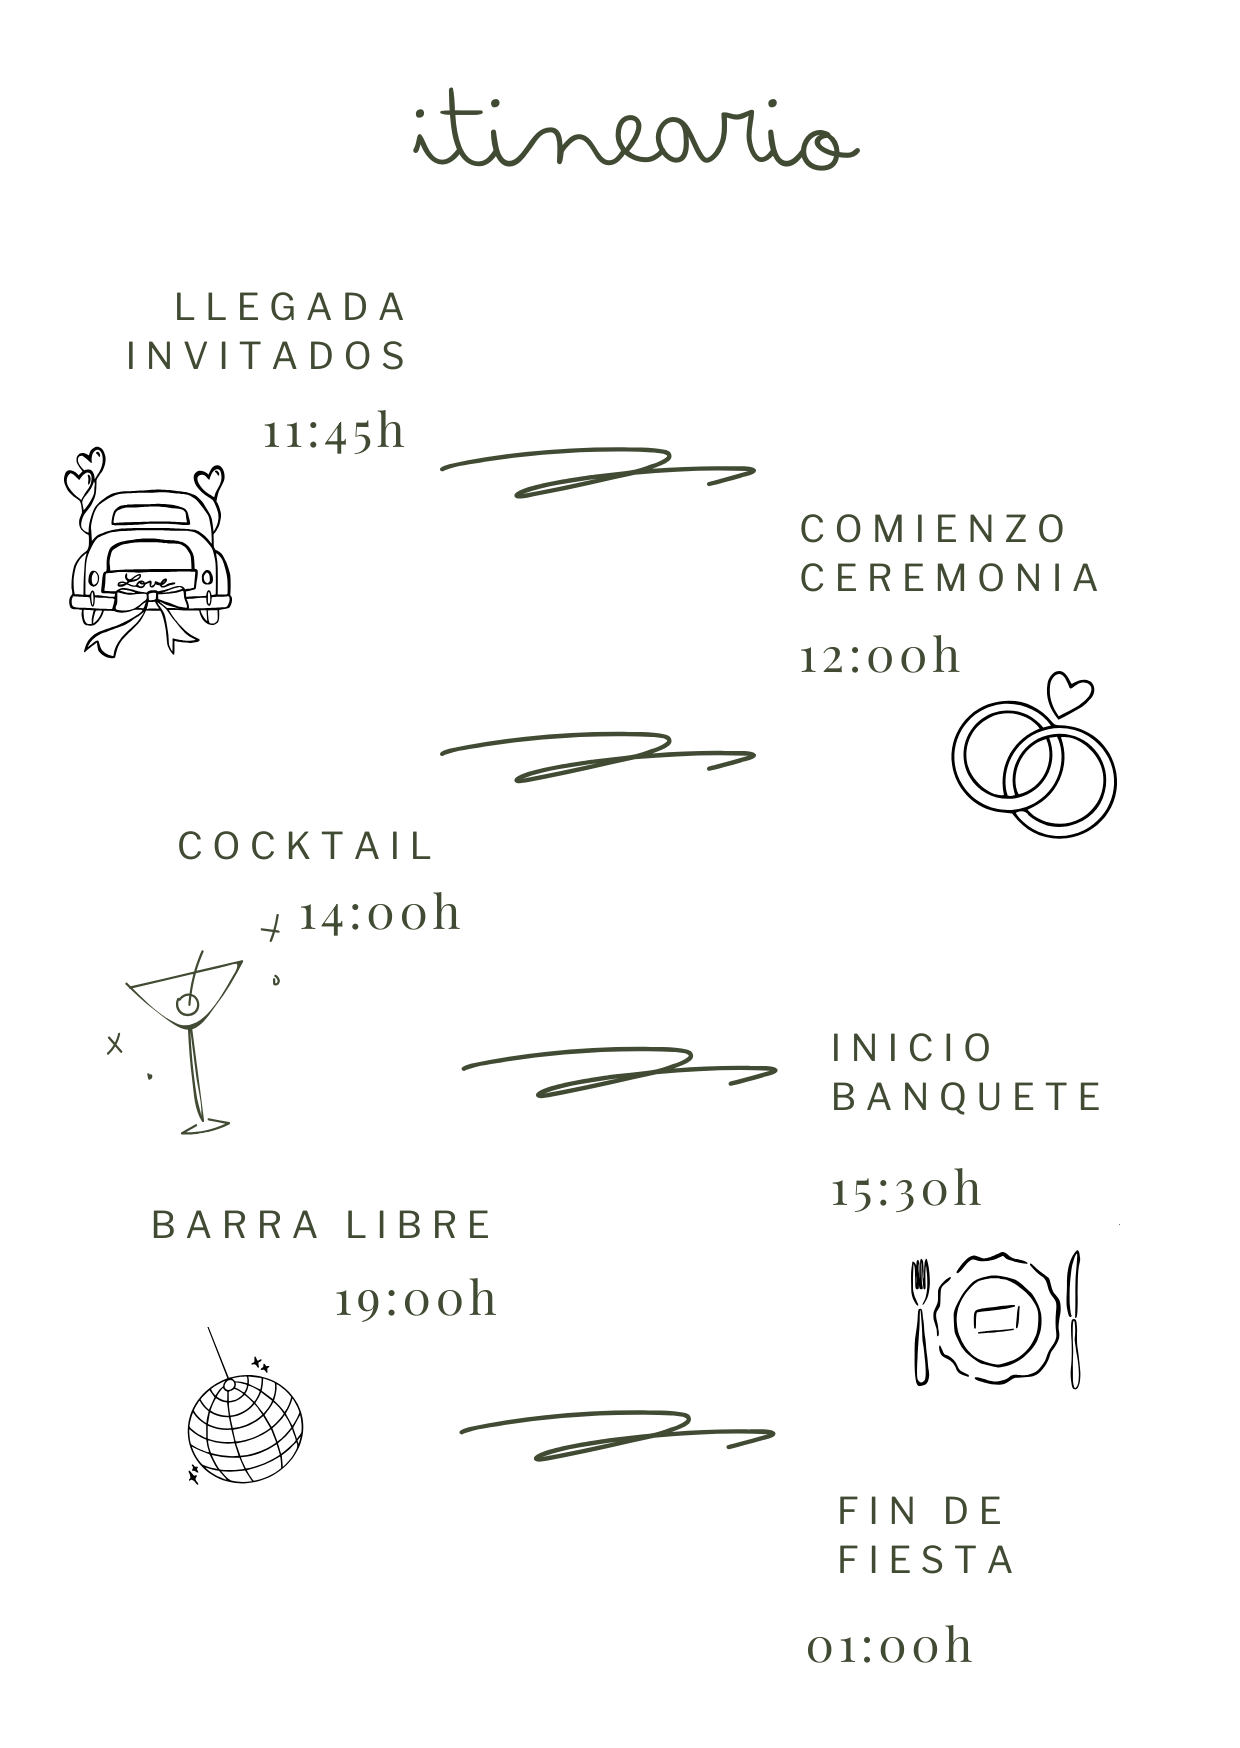 itineario
LLEGADA
INVITADOS
11:45h
Love
COMIENZO
CEREMONIA
12:00h
COCKTAIL
14:00h
INICIO
BANQUETE
15:30h
BARRA LIBRE
19:00h
FIN DE
FIESTA
01:00h